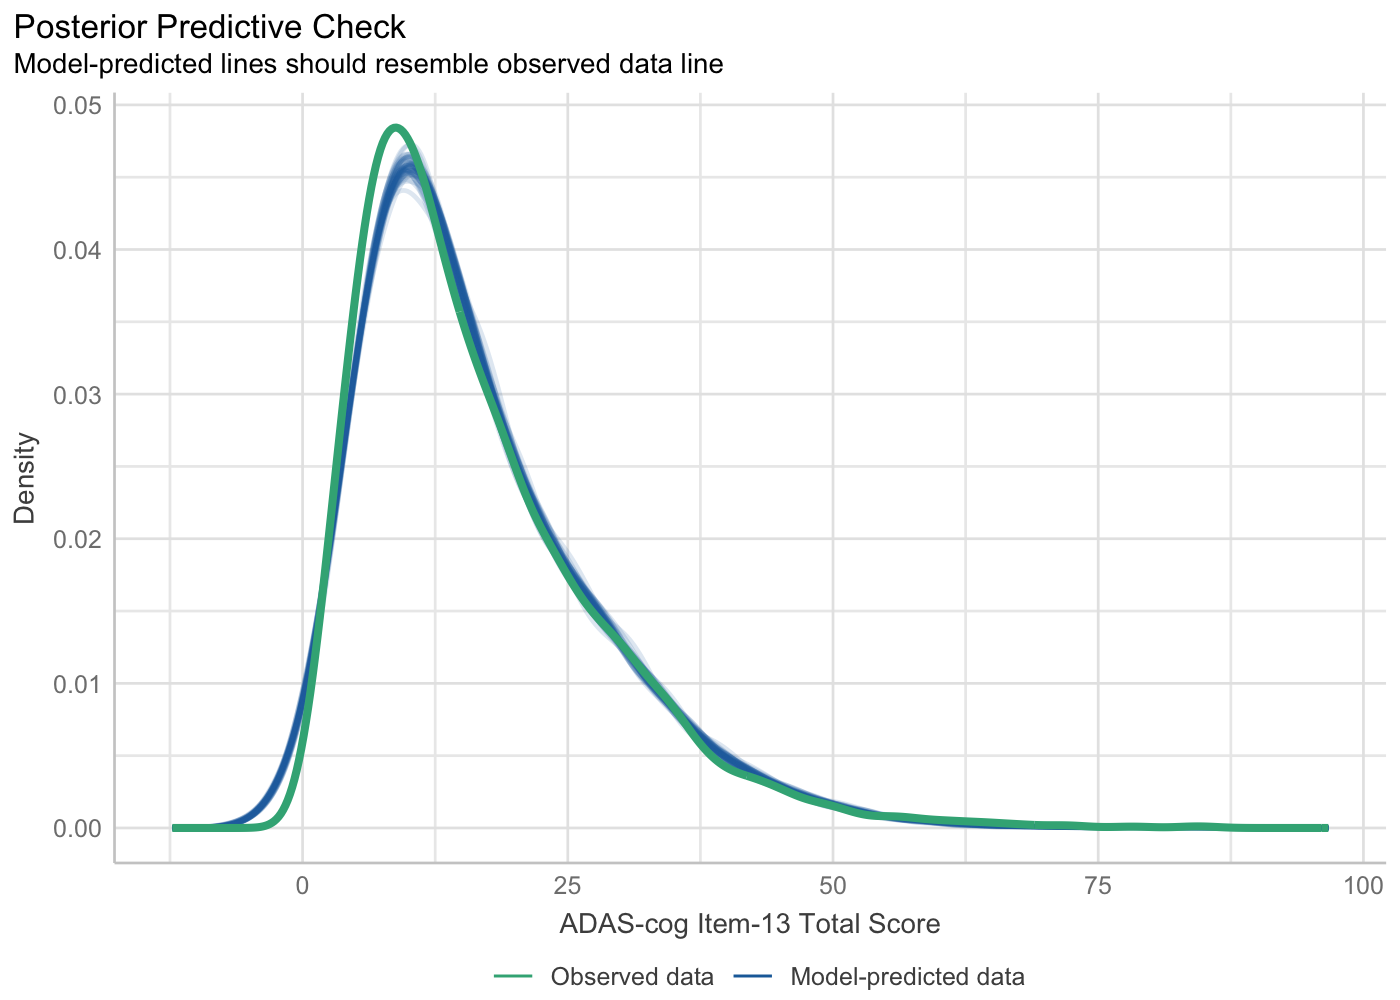 Posterior Predictive Check
Model-predicted lines should resemble observed data line
0.05
0.04
0.03
0.02
0.01
0.00
Density
0 25 50 75 100
ADAS-cog Item-13 Total Score
Observed data Model-predicted data